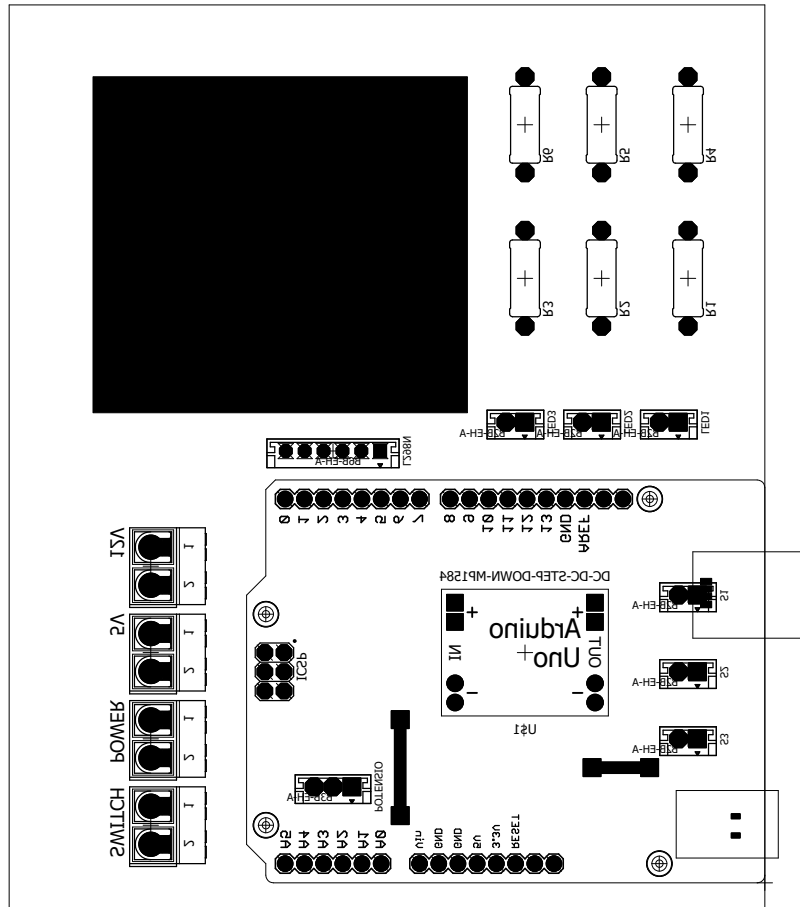 R6
R5
R4
R3
R2
R1
LED3
LED2
LED1
B2B-EH-A
B2B-EH-A
B2B-EH-A
L298N
B6B-EH-A
0
1
2
3
4
5
6
7
8
9
10
11
12
13
GND
AREF
12V
1
2
5V
1
2
POWER
1
2
SWITCH
1
2
DC-DC-STEP-DOWN-MP1584
+
+
Arduino
Uno
IN
OUT
-
-
U$1
ICSP
S1
B2B-EH-A
S2
B2B-EH-A
S3
B2B-EH-A
POTENSIO
B3B-EH-A
A5
A4
A3
A2
A1
A0
Vin
GND
GND
5V
3.3V
RESET